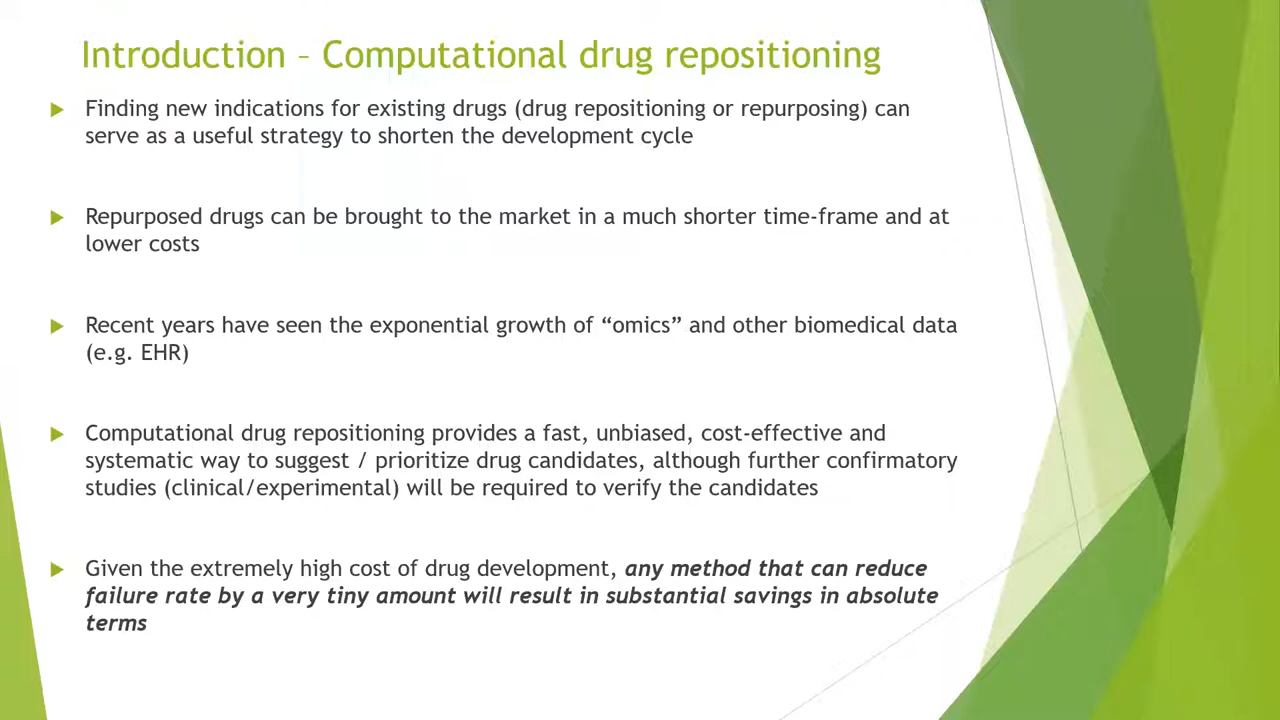 Introduction – Computational drug repositioning
Finding new indications for existing drugs (drug repositioning or repurposing) can
serve as a useful strategy to shorten the development cycle
Repurposed drugs can be brought to the market in a much shorter time-frame and at
lower costs
Recent years have seen the exponential growth of “omics” and other biomedical data
(e.g. EHR)
Computational drug repositioning provides a fast, unbiased, cost-effective and
systematic way to suggest / prioritize drug candidates, although further confirmatory
studies (clinical/experimental) will be required to verify the candidates
Given the extremely high cost of drug development, any method that can reduce
failure rate by a very tiny amount will result in substantial savings in absolute
terms